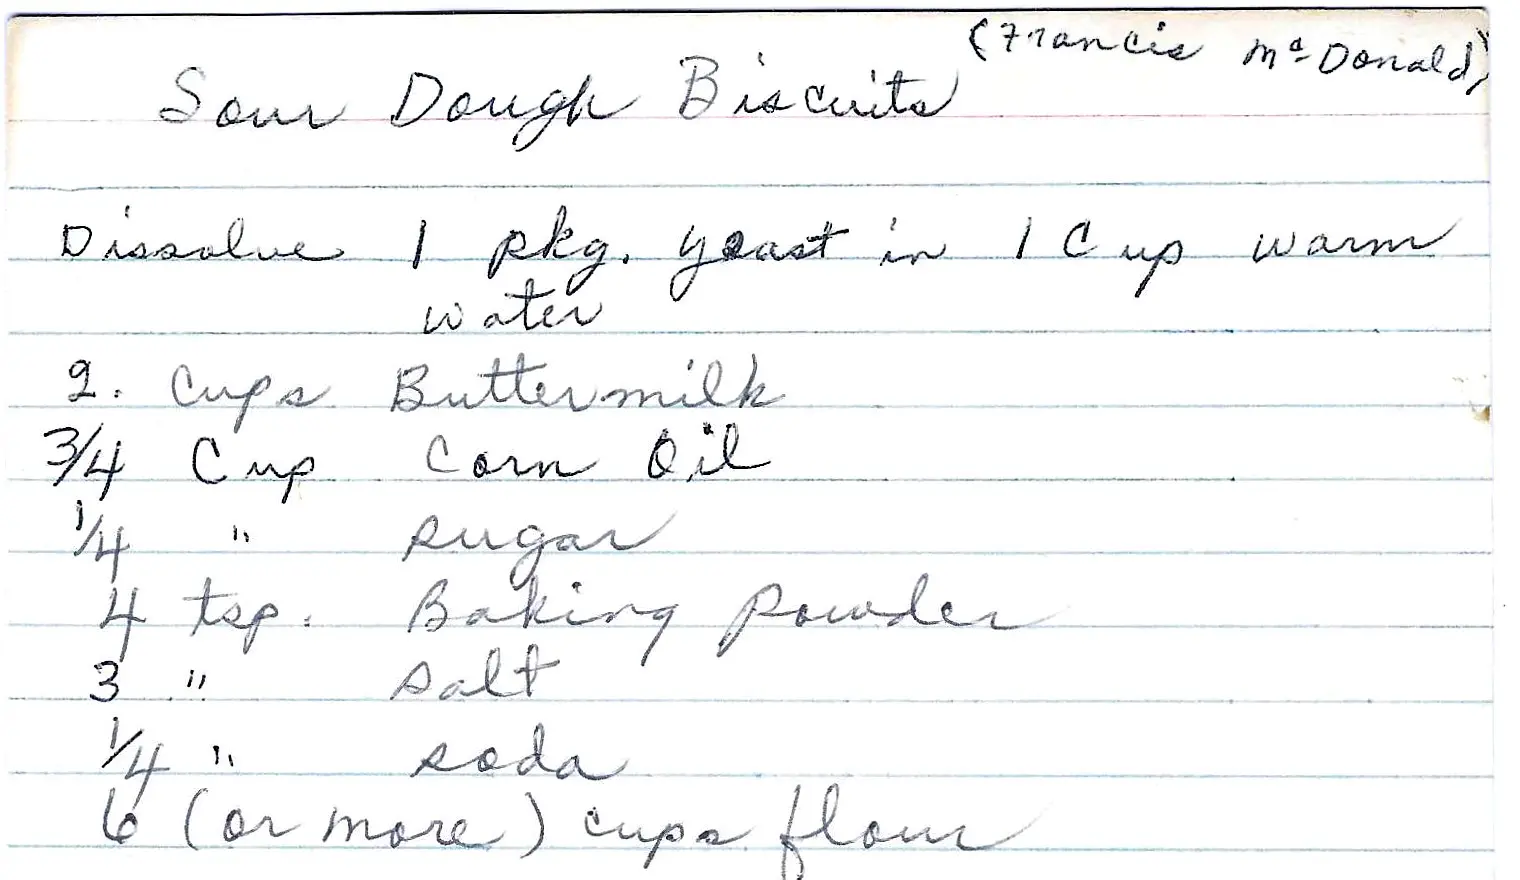 (Francis McDonald)
Sour Dough Biscuits
Dissolve 1 pkg. yeast in 1 Cup warm
water
2. Cups Buttermilk
3/4 Cup Corn Oil
1/4 " sugar
4 tsp. Baking Powder
3 " salt
1/4 " soda
6 (or more) cups flour